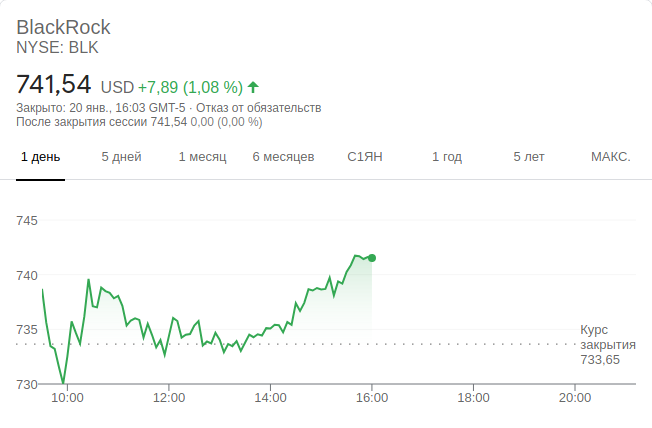 BlackRock
NYSE: BLK
741,54 USD +7,89 (1,08 %)
Закрыто: 20 янв., 16:03 GMT-5 · Отказ от обязательств
После закрытия сессии 741,54 0,00 (0,00 %)
1 день 5 дней 1 месяц 6 месяцев С1ЯН 1 год 5 лет МАКС.
745
740
735
Курс
закрытия
733,65
730
10:00 12:00 14:00 16:00 18:00 20:00